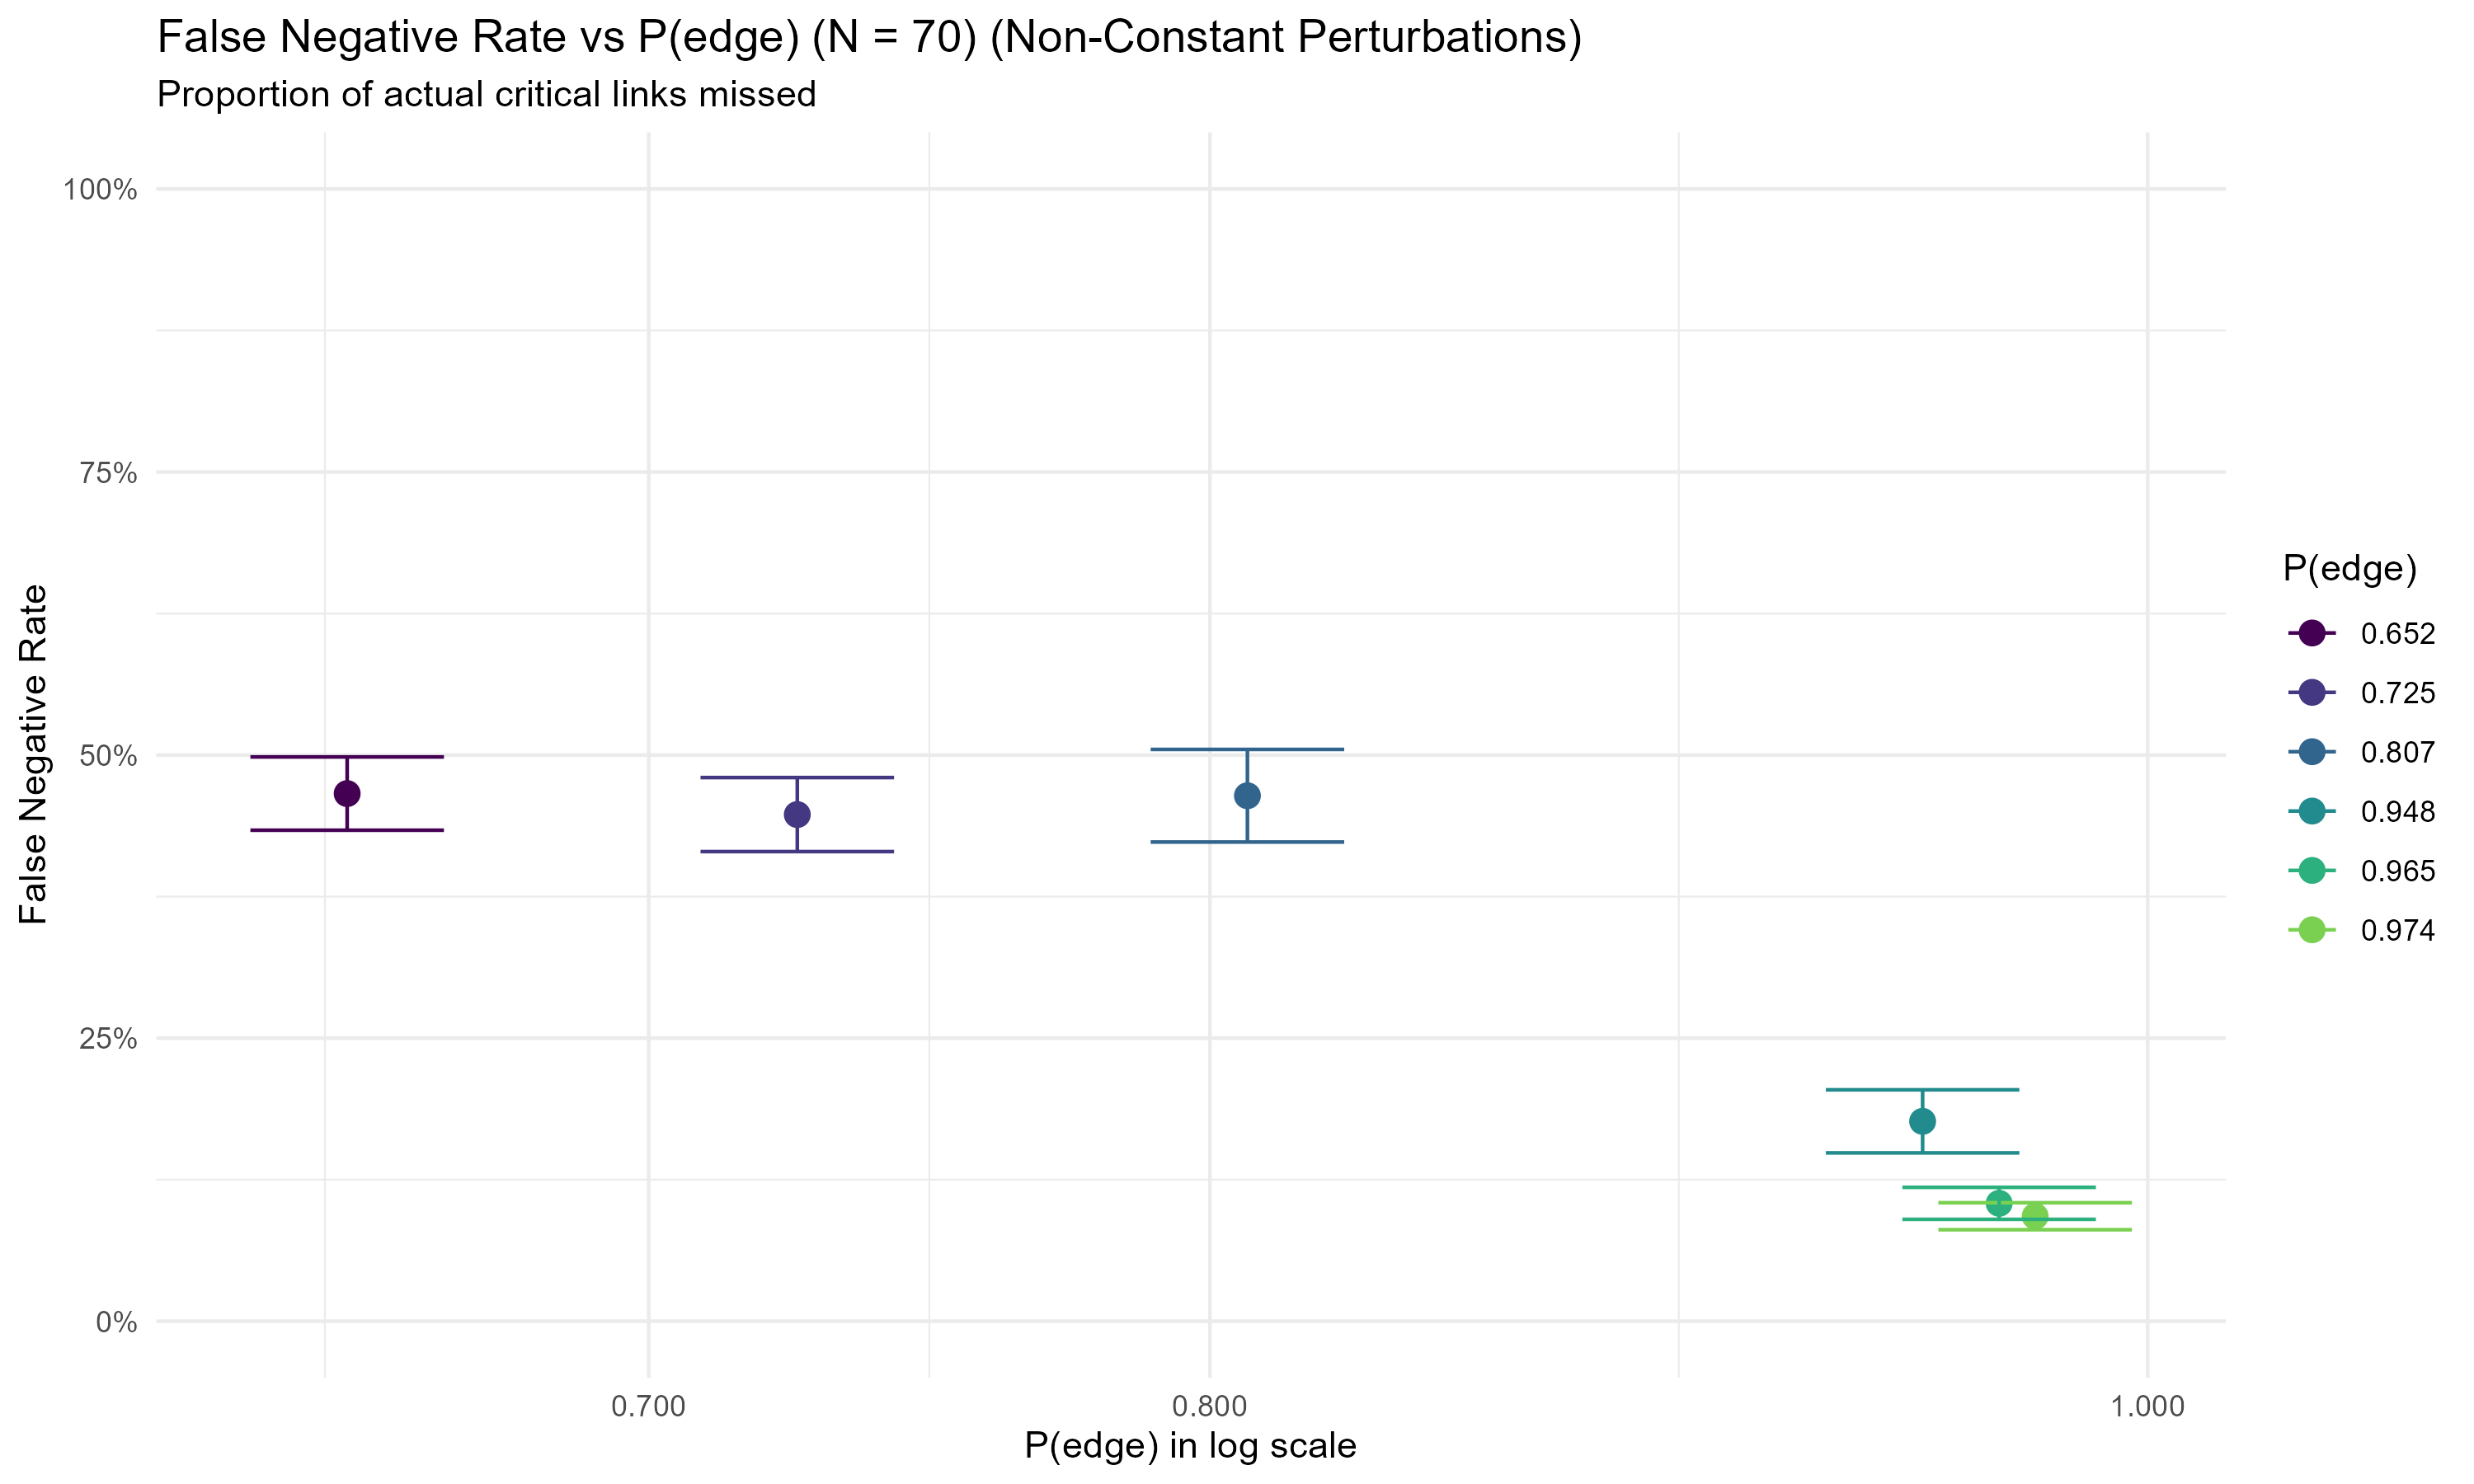 False Negative Rate vs P(edge) (N = 70) (Non-Constant Perturbations)
Proportion of actual critical links missed
100%
75%
50%
25%
0%
False Negative Rate
0.700
0.800
1.000
P(edge) in log scale
P(edge)
0.652
0.725
0.807
0.948
0.965
0.974